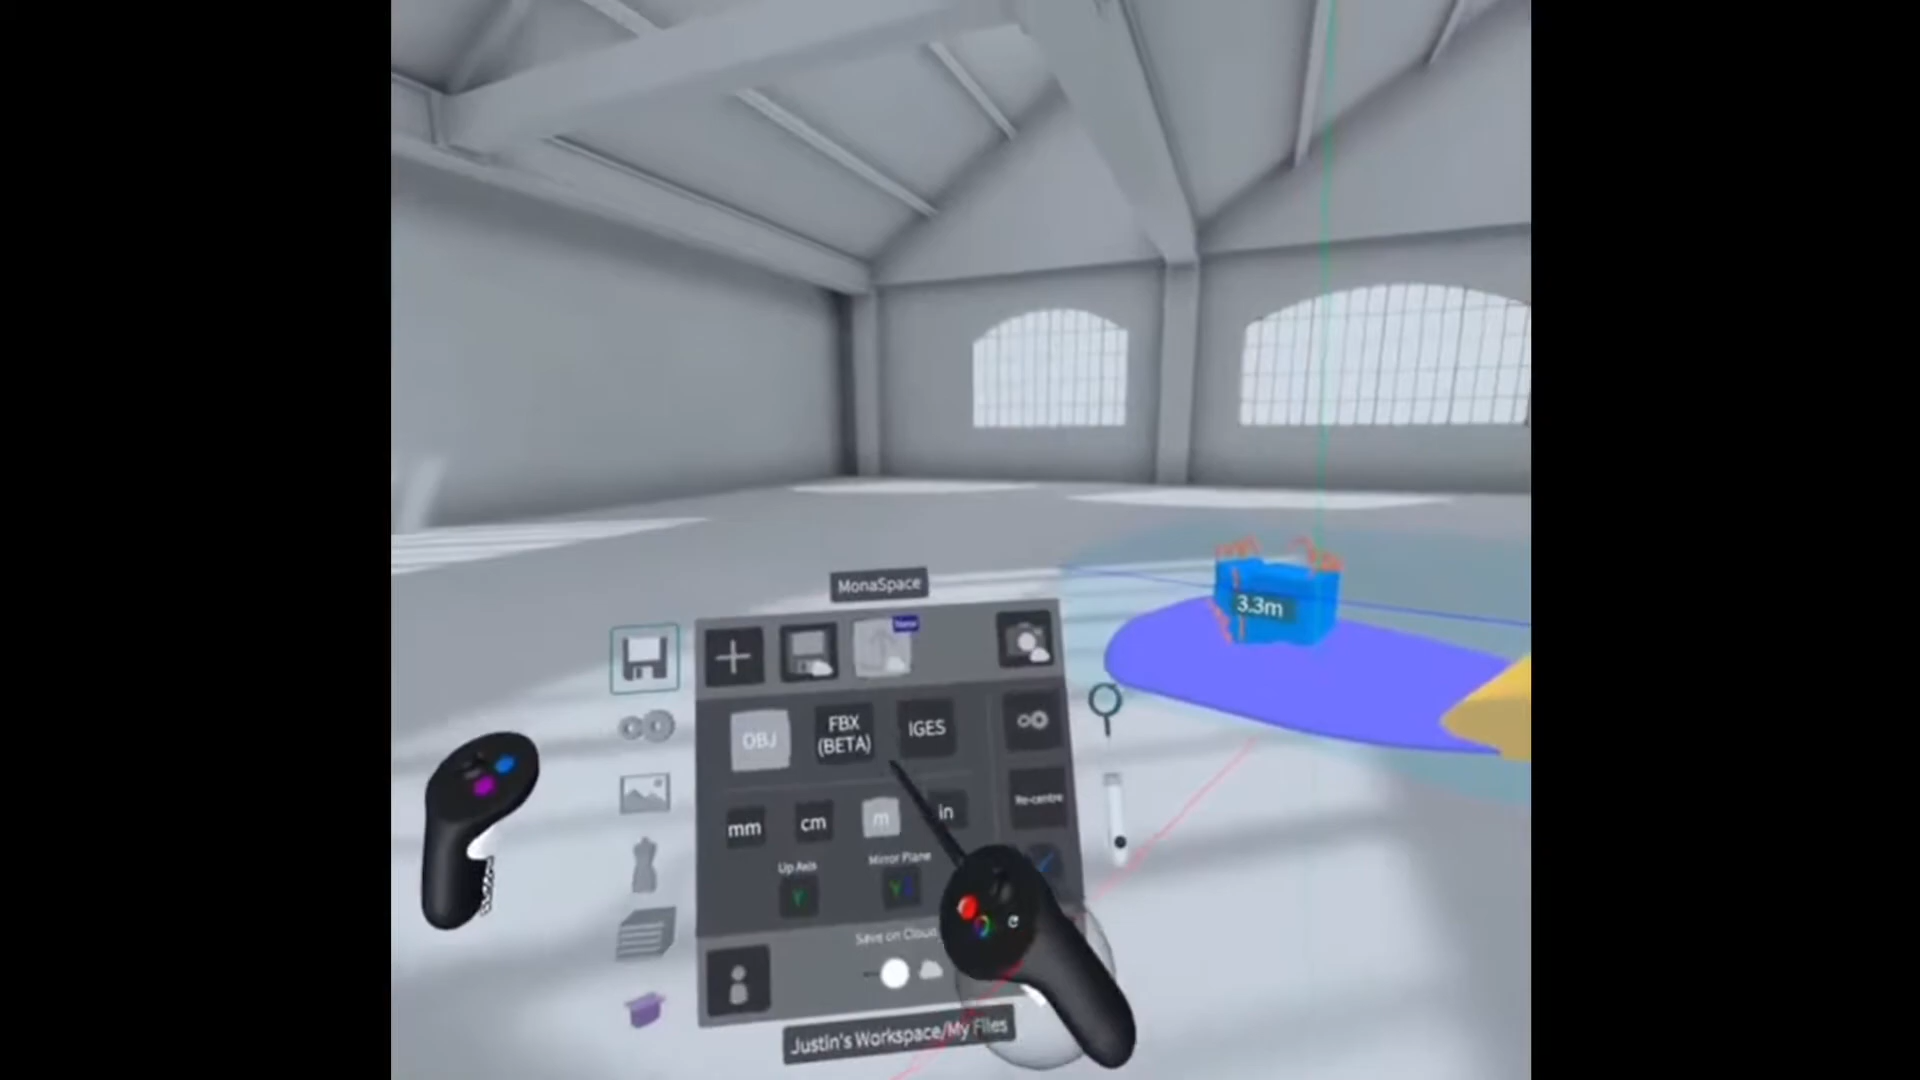 MonaSpace
New
OBJ
FBX
(BETA)
IGES
3.3m
mm
cm
m
in
Re-centre
Up Axis
Mirror Plane
Y
Y
Save on Cloud
Justin's Workspace/My Files